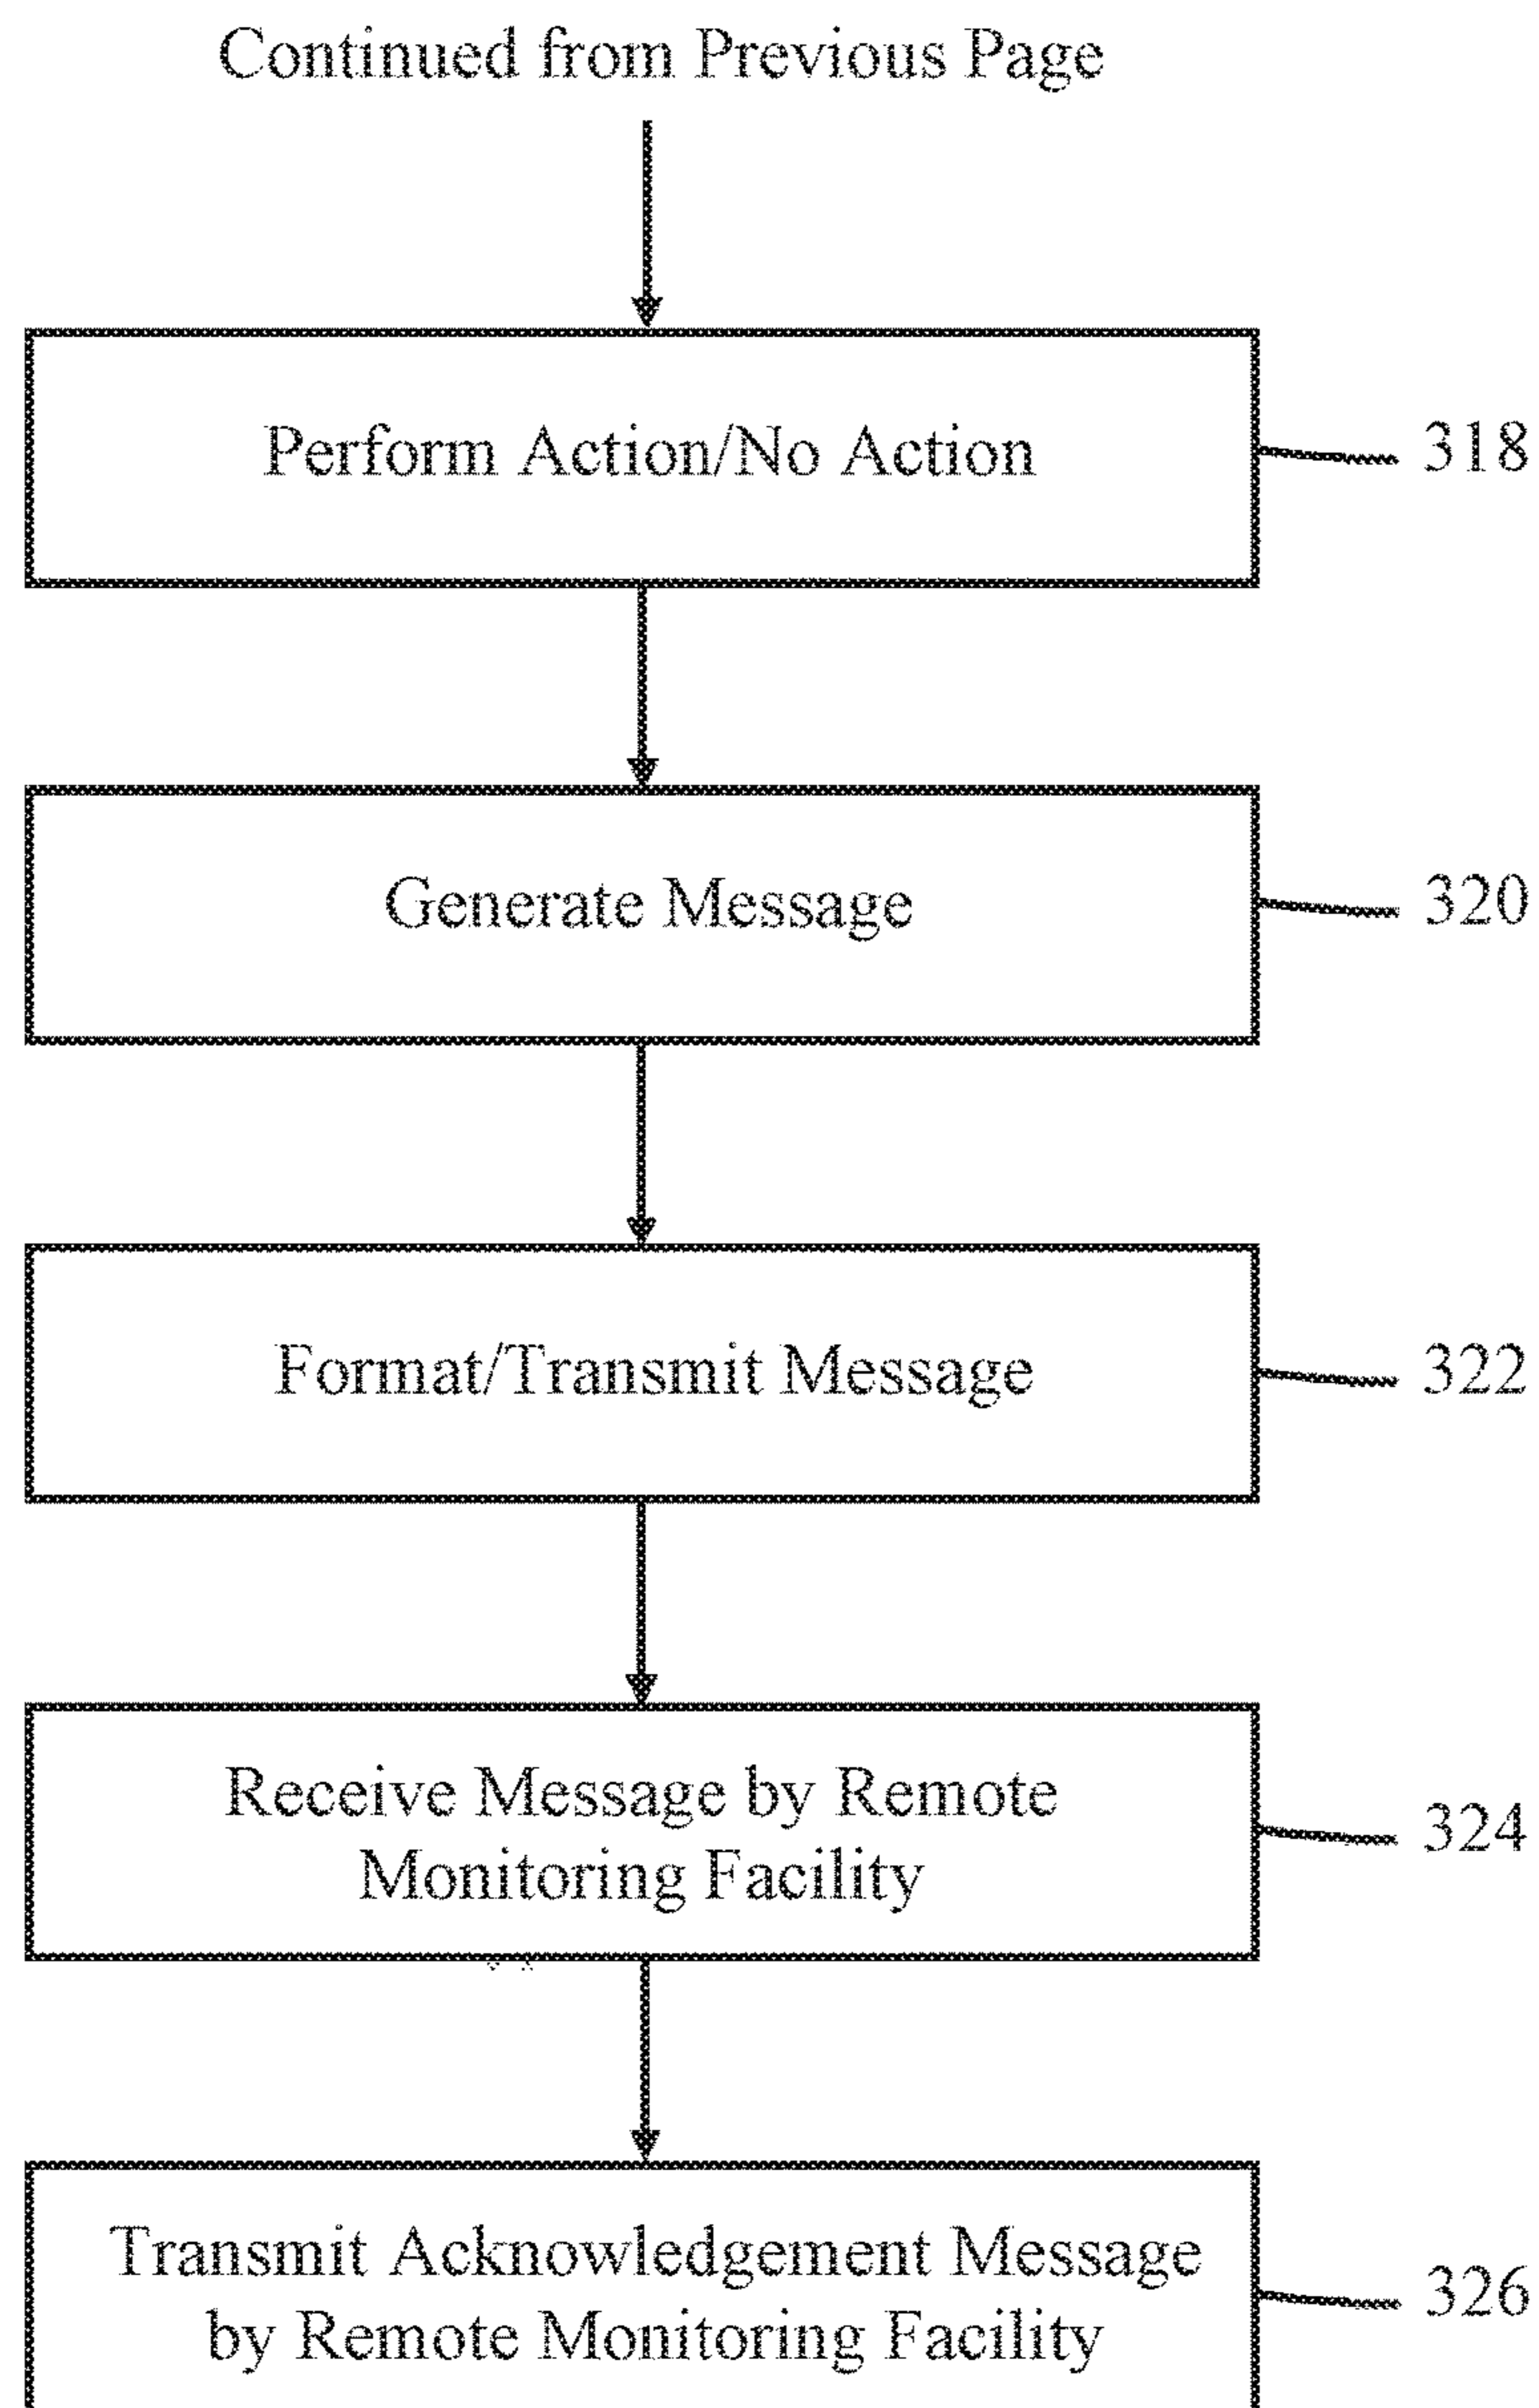 Continued from Previous Page
Perform Action/No Action
318
Generate Message
320
Format/Transmit Message
322
Receive Message by Remote
Monitoring Facility
324
Transmit Acknowledgement Message
by Remote Monitoring Facility
326